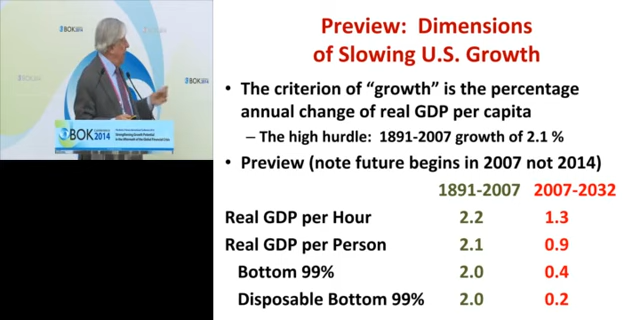 BOK 2014
BOK
2014
Preview: Dimensions
of Slowing U.S. Growth
• The criterion of “growth” is the percentage
annual change of real GDP per capita
– The high hurdle: 1891-2007 growth of 2.1 %
• Preview (note future begins in 2007 not 2014)
1891-2007 2007-2032
Real GDP per Hour 2.2 1.3
Real GDP per Person 2.1 0.9
Bottom 99% 2.0 0.4
Disposable Bottom 99% 2.0 0.2